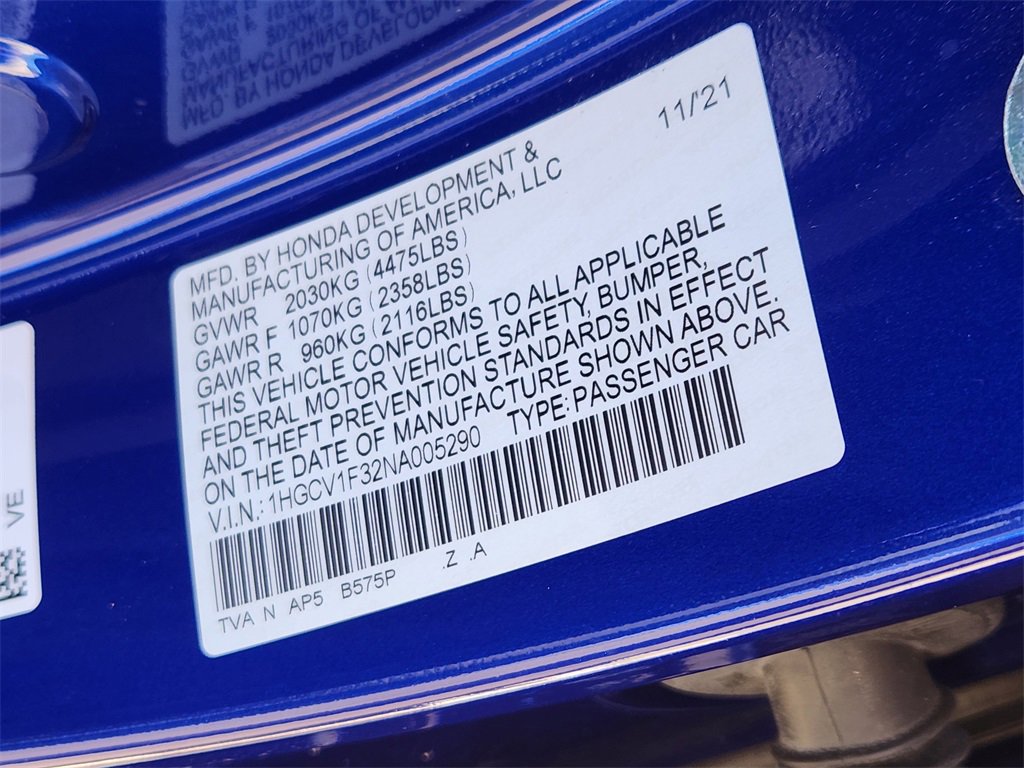 11/'21
MFD. BY HONDA DEVELOPMENT &
MANUFACTURING OF AMERICA, LLC
GVWR 2030KG (4475LBS)
GAWR F 1070KG (2358LBS)
GAWR R 960KG (2116LBS)
THIS VEHICLE CONFORMS TO ALL APPLICABLE
FEDERAL MOTOR VEHICLE SAFETY, BUMPER,
AND THEFT PREVENTION STANDARDS IN EFFECT
ON THE DATE OF MANUFACTURE SHOWN ABOVE.
V.I.N.: 1HGCV1F32NA005290 TYPE: PASSENGER CAR
TVA N AP5 B575P .Z .A
VE